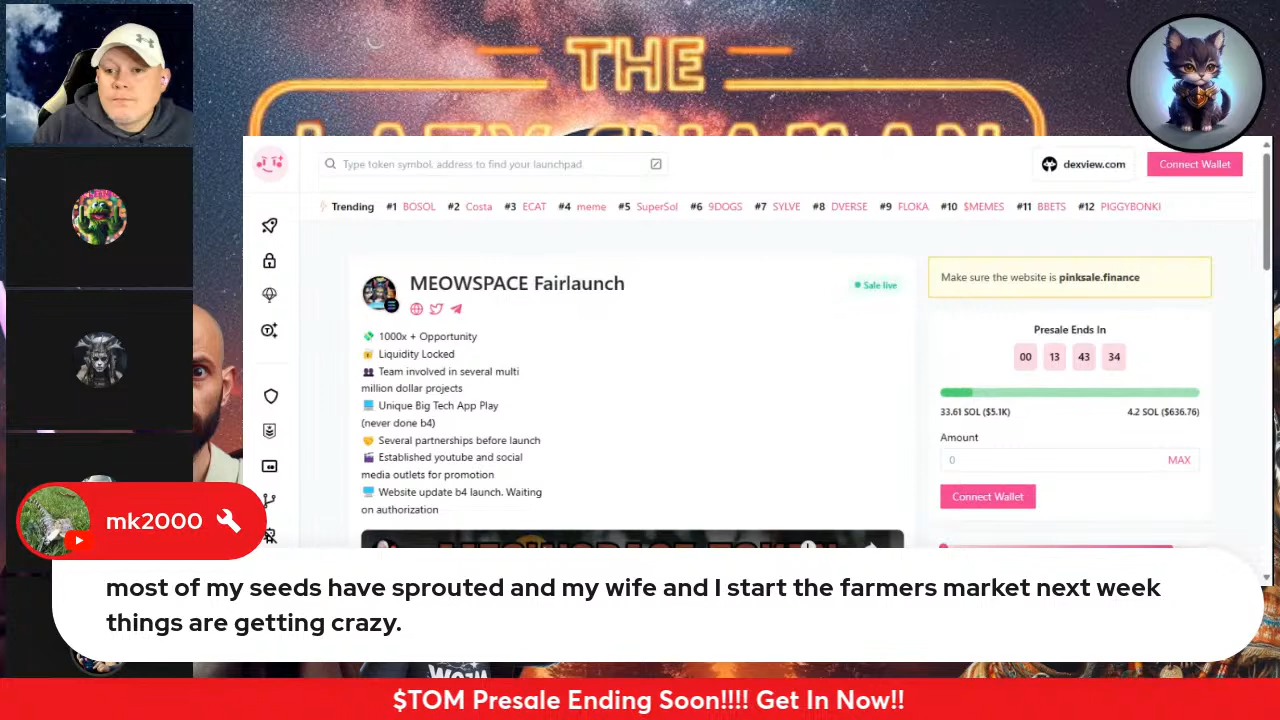 THE
Type token symbol, address to find your launchpad
dexview.com
Connect Wallet
Trending #1 BOSOL #2 Costa #3 ECAT #4 meme #5 SuperSol #6 9DOGS #7 SYLVE #8 DVERSE #9 FLOKA #10 $MEMES #11 BBETS #12 PIGGYBONKI
MEOWSPACE Fairlaunch
Sale live
1000x + Opportunity
Liquidity Locked
Team involved in several multi
million dollar projects
Unique Big Tech App Play
(never done b4)
Several partnerships before launch
Established youtube and social
media outlets for promotion
Website update b4 launch. Waiting
on authorization
Make sure the website is pinksale.finance
Presale Ends In
00 13 43 34
33.61 SOL ($5.1K) 4.2 SOL ($636.76)
Amount
0 MAX
Connect Wallet
mk2000
most of my seeds have sprouted and my wife and I start the farmers market next week
things are getting crazy.
$TOM Presale Ending Soon!!!! Get In Now!!